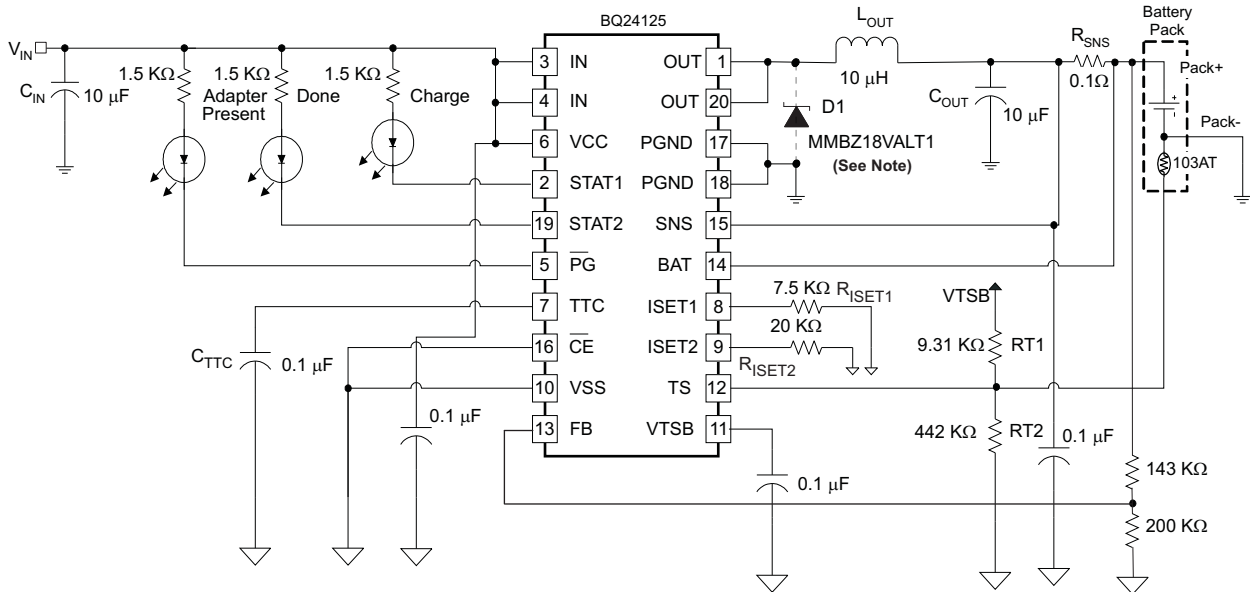 BQ24125
V_IN
C_IN
10 μF
1.5 KΩ
Adapter
Present
1.5 KΩ
Done
1.5 KΩ
Charge
3 IN
4 IN
6 VCC
2 STAT1
19 STAT2
5 PG
7 TTC
16 CE
10 VSS
13 FB
OUT 1
OUT 20
PGND 17
PGND 18
SNS 15
BAT 14
ISET1 8
ISET2 9
TS 12
VTSB 11
L_OUT
10 μH
D1
MMBZ18VALT1
(See Note)
C_OUT
10 μF
R_SNS
0.1Ω
Battery
Pack
Pack+
+
-
Pack-
103AT
7.5 KΩ
R_ISET1
20 KΩ
R_ISET2
VTSB
9.31 KΩ
RT1
442 KΩ
RT2
0.1 μF
143 KΩ
200 KΩ
C_TTC
0.1 μF
0.1 μF
0.1 μF